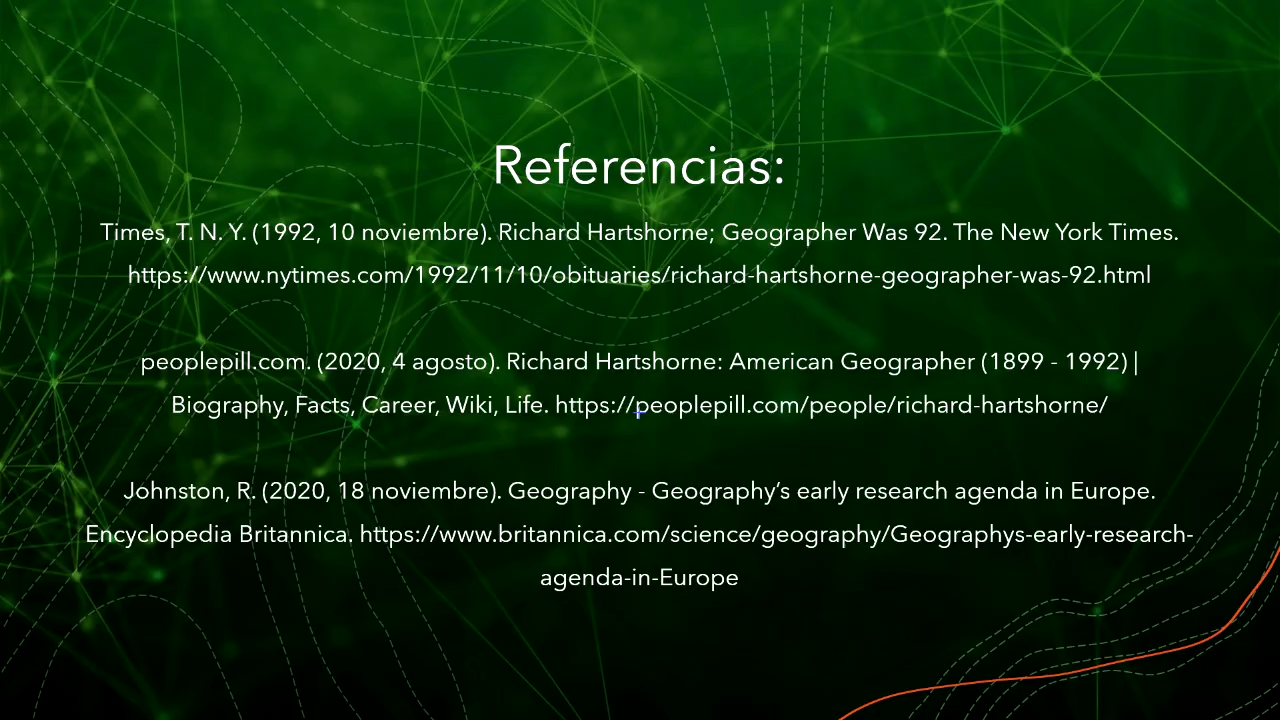 Referencias:
Times, T. N. Y. (1992, 10 noviembre). Richard Hartshorne; Geographer Was 92. The New York Times.
https://www.nytimes.com/1992/11/10/obituaries/richard-hartshorne-geographer-was-92.html
peoplepill.com. (2020, 4 agosto). Richard Hartshorne: American Geographer (1899 - 1992) |
Biography, Facts, Career, Wiki, Life. https://peoplepill.com/people/richard-hartshorne/
Johnston, R. (2020, 18 noviembre). Geography - Geography’s early research agenda in Europe.
Encyclopedia Britannica. https://www.britannica.com/science/geography/Geographys-early-research-
agenda-in-Europe